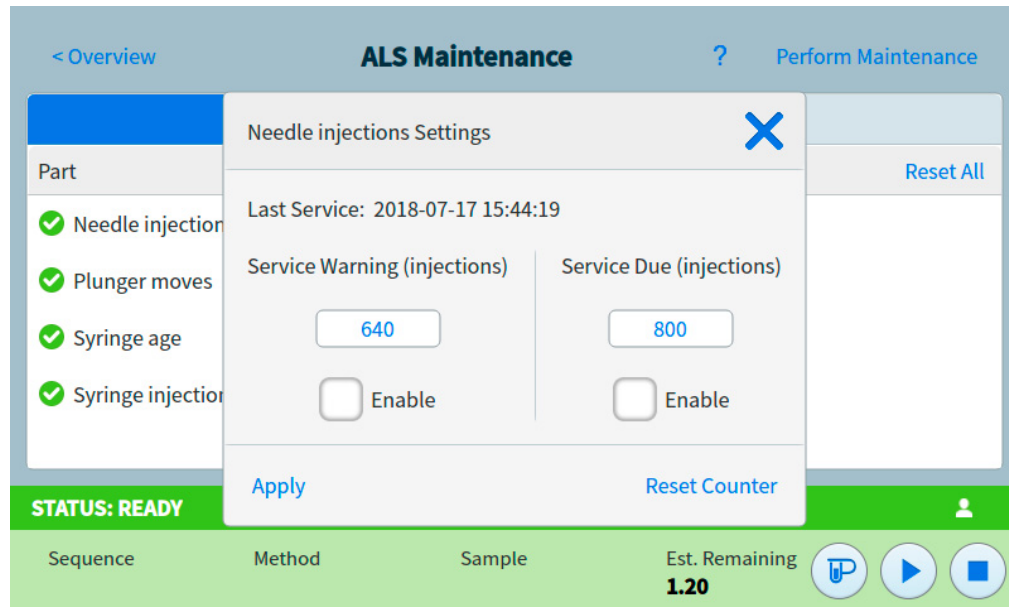 < Overview
ALS Maintenance
?
Perform Maintenance
Needle injections Settings
Part
Reset All
Last Service: 2018-07-17 15:44:19
Needle injection
Service Warning (injections)
Service Due (injections)
Plunger moves
640
800
Syringe age
Enable
Enable
Syringe injection
Apply
Reset Counter
STATUS: READY
Sequence
Method
Sample
Est. Remaining
1.20